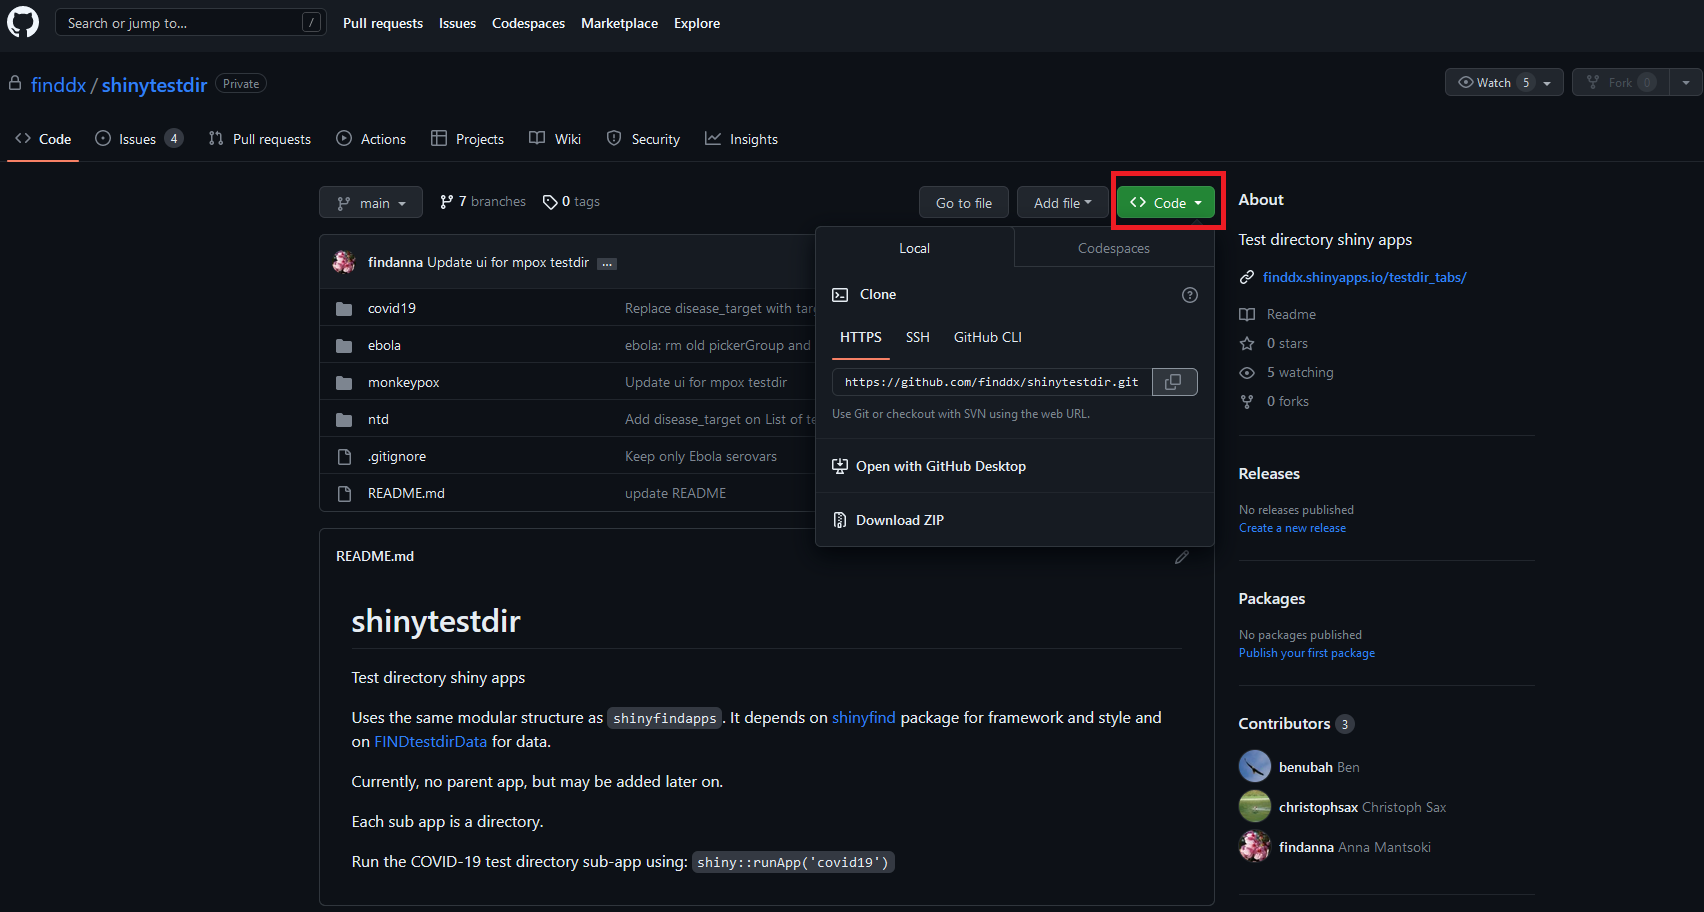 Search or jump to... /
Pull requests Issues Codespaces Marketplace Explore
finddx / shinytestdir Private
Watch 5 Fork 0
Code Issues 4 Pull requests Actions Projects Wiki Security Insights
main 7 branches 0 tags
Go to file Add file Code
findanna Update ui for mpox testdir ...
covid19 Replace disease_target with tar
ebola ebola: rm old pickerGroup and
monkeypox Update ui for mpox testdir
ntd Add disease_target on List of te
.gitignore Keep only Ebola serovars
README.md update README
Local Codespaces
Clone
HTTPS SSH GitHub CLI
https://github.com/finddx/shinytestdir.git
Use Git or checkout with SVN using the web URL.
Open with GitHub Desktop
Download ZIP
README.md
shinytestdir
Test directory shiny apps
Uses the same modular structure as shinyfindapps. It depends on shinyfind package for framework and style and
on FINDtestdirData for data.
Currently, no parent app, but may be added later on.
Each sub app is a directory.
Run the COVID-19 test directory sub-app using: shiny::runApp('covid19')
About
Test directory shiny apps
finddx.shinyapps.io/testdir_tabs/
Readme
0 stars
5 watching
0 forks
Releases
No releases published
Create a new release
Packages
No packages published
Publish your first package
Contributors 3
benubah Ben
christophsax Christoph Sax
findanna Anna Mantsoki